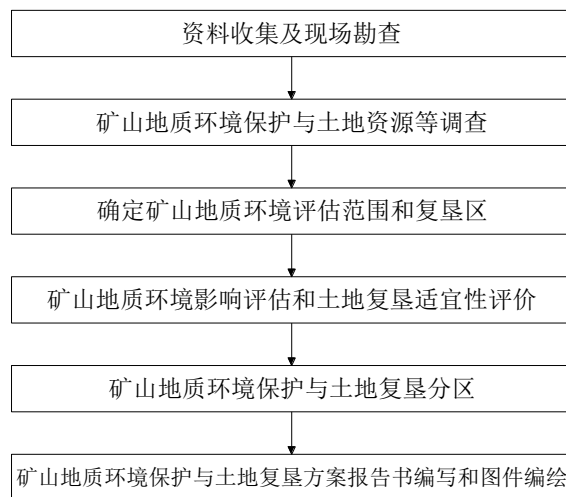 资料收集及现场勘查
矿山地质环境保护与土地资源等调查
确定矿山地质环境评估范围和复垦区
矿山地质环境影响评估和土地复垦适宜性评价
矿山地质环境保护与土地复垦分区
矿山地质环境保护与土地复垦方案报告书编写和图件编绘